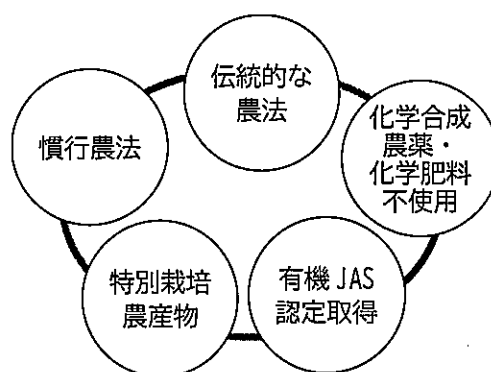 伝統的な
農法
化学合成
農薬・
化学肥料
不使用
有機 JAS
認定取得
特別栽培
農産物
慣行農法